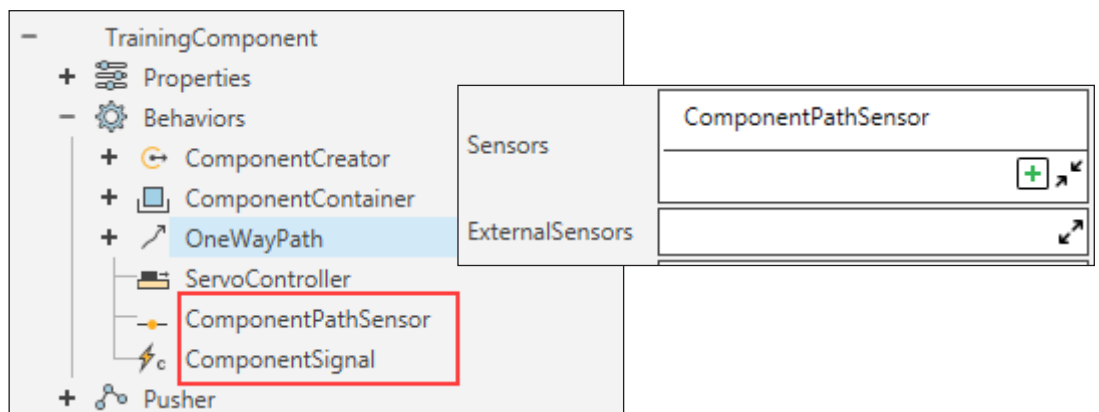 TrainingComponent
Properties
Behaviors
ComponentCreator
ComponentContainer
OneWayPath
ServoController
ComponentPathSensor
c ComponentSignal
Pusher
Sensors
ComponentPathSensor
ExternalSensors